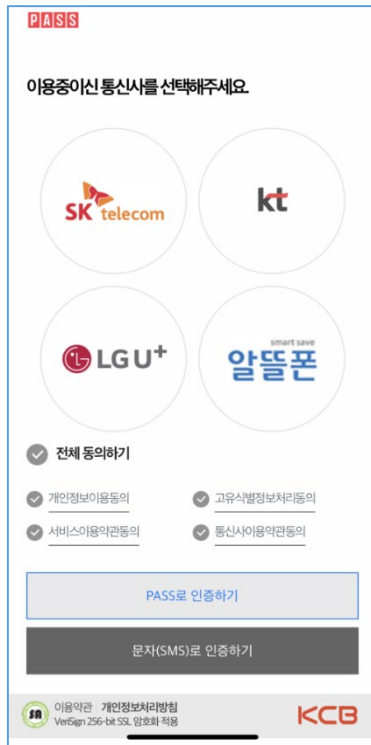 PASS
이용중이신 통신사를 선택해주세요.
SK telecom
kt
LG U+
smart save
알뜰폰
전체 동의하기
개인정보이용동의
고유식별정보처리동의
서비스이용약관동의
통신사이용약관동의
PASS로 인증하기
문자(SMS)로 인증하기
SA
이용약관 개인정보처리방침
VeriSign 256-bit SSL 암호화 적용
KCB